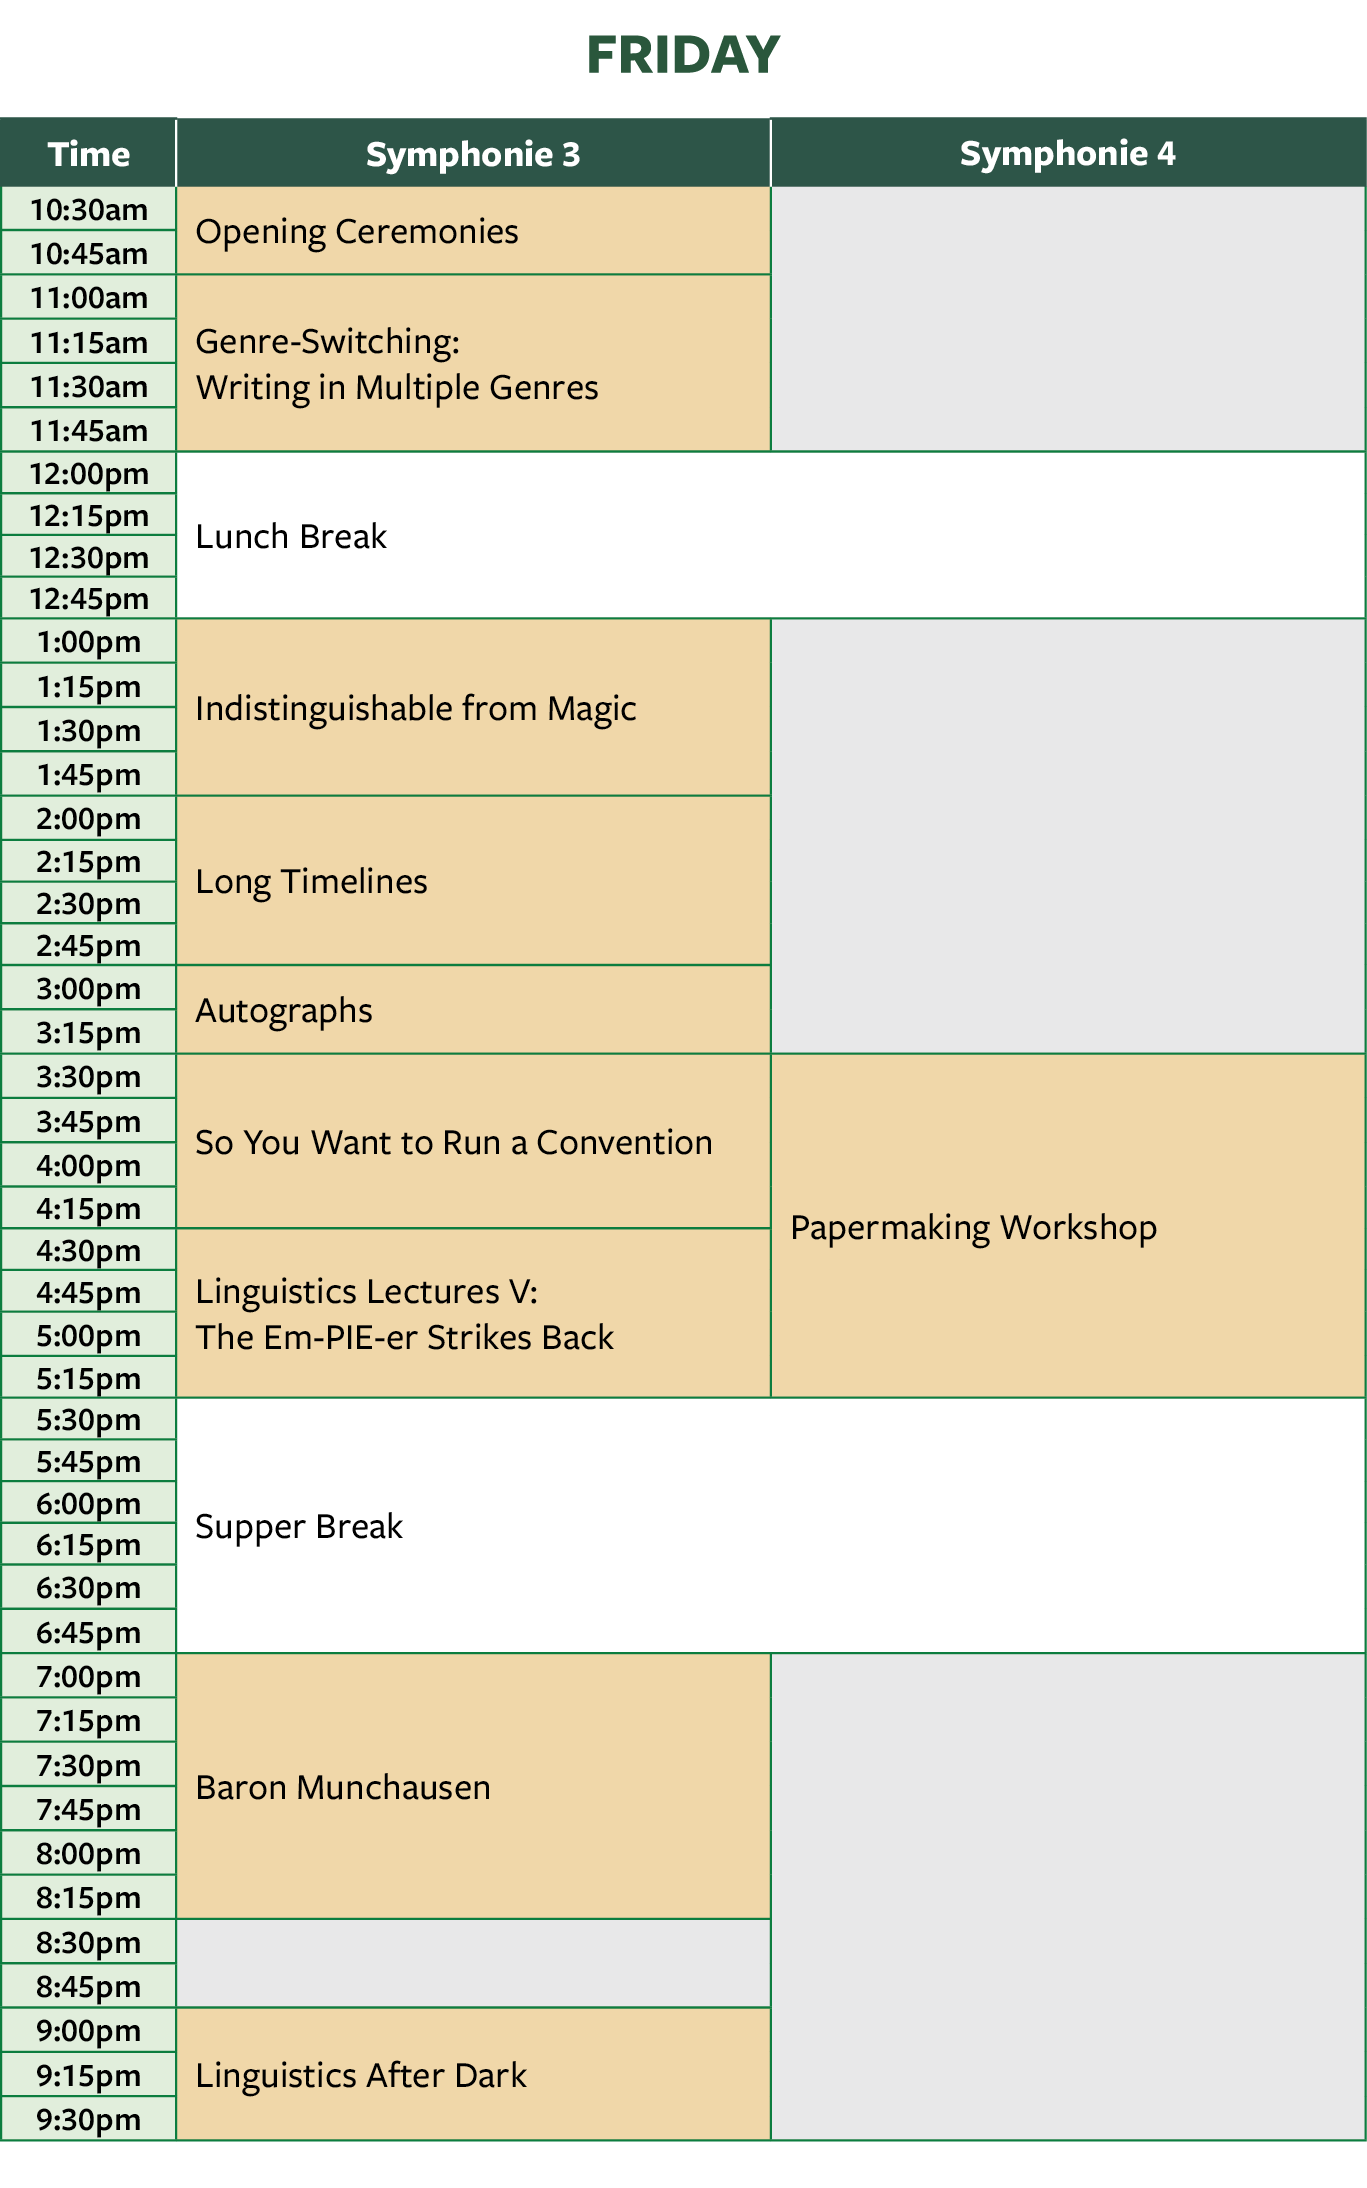 FRIDAY
Time Symphonie 3 Symphonie 4
10:30am
Opening Ceremonies
10:45am
11:00am
11:15am
Genre-Switching:
Writing in Multiple Genres
11:30am
11:45am
12:00pm
12:15pm
Lunch Break
12:30pm
12:45pm
1:00pm
1:15pm
Indistinguishable from Magic
1:30pm
1:45pm
2:00pm
2:15pm
Long Timelines
2:30pm
2:45pm
3:00pm
Autographs
3:15pm
3:30pm
3:45pm
So You Want to Run a Convention
4:00pm
4:15pm
Papermaking Workshop
4:30pm
4:45pm
Linguistics Lectures V:
The Em-PIE-er Strikes Back
5:00pm
5:15pm
5:30pm
5:45pm
6:00pm
Supper Break
6:15pm
6:30pm
6:45pm
7:00pm
7:15pm
7:30pm
Baron Munchausen
7:45pm
8:00pm
8:15pm
8:30pm
8:45pm
9:00pm
9:15pm
Linguistics After Dark
9:30pm